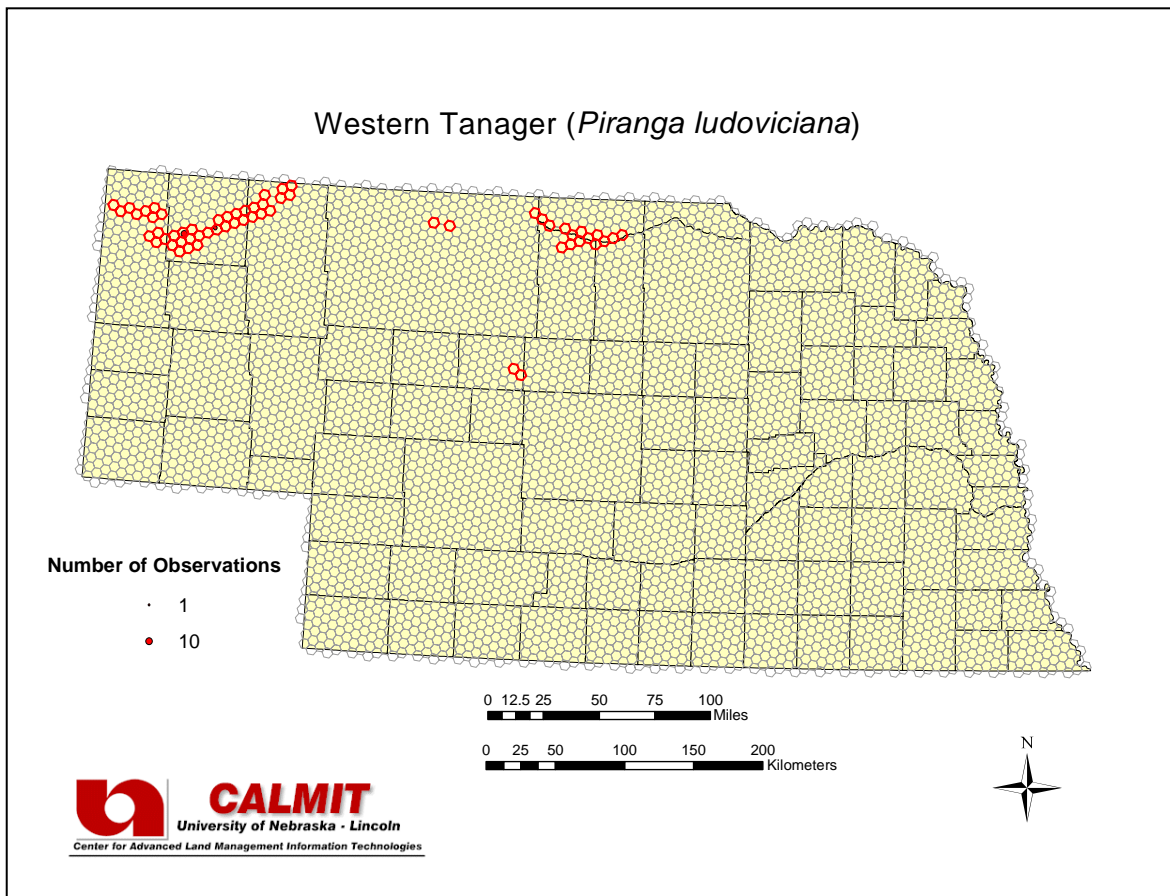 Western Tanager (Piranga ludoviciana)
Number of Observations
1
10
0 12.5 25 50 75 100
Miles
0 25 50 100 150 200
Kilometers
N
CALMIT
University of Nebraska - Lincoln
Center for Advanced Land Management Information Technologies